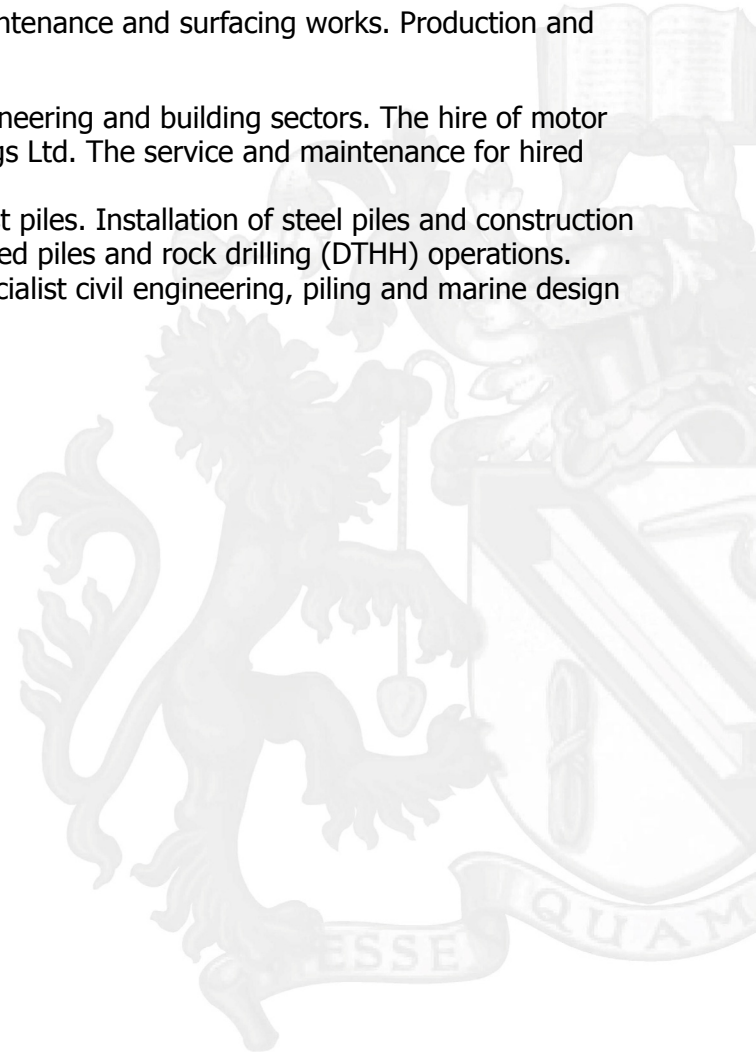 ntenance and surfacing works. Production and
neering and building sectors. The hire of motor
gs Ltd. The service and maintenance for hired
t piles. Installation of steel piles and construction
ed piles and rock drilling (DTHH) operations.
cialist civil engineering, piling and marine design
ESSE
QUAM